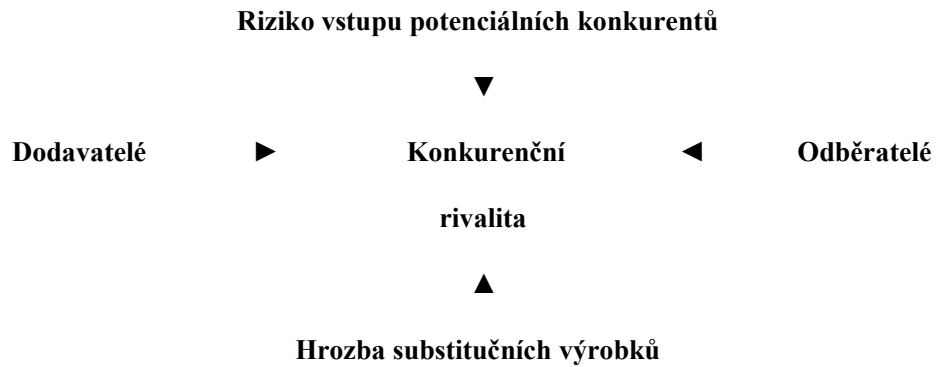 Riziko vstupu potenciálních konkurentů
▼
Dodavatelé ► Konkurenční ◄ Odběratelé
rivalita
▲
Hrozba substitučních výrobků